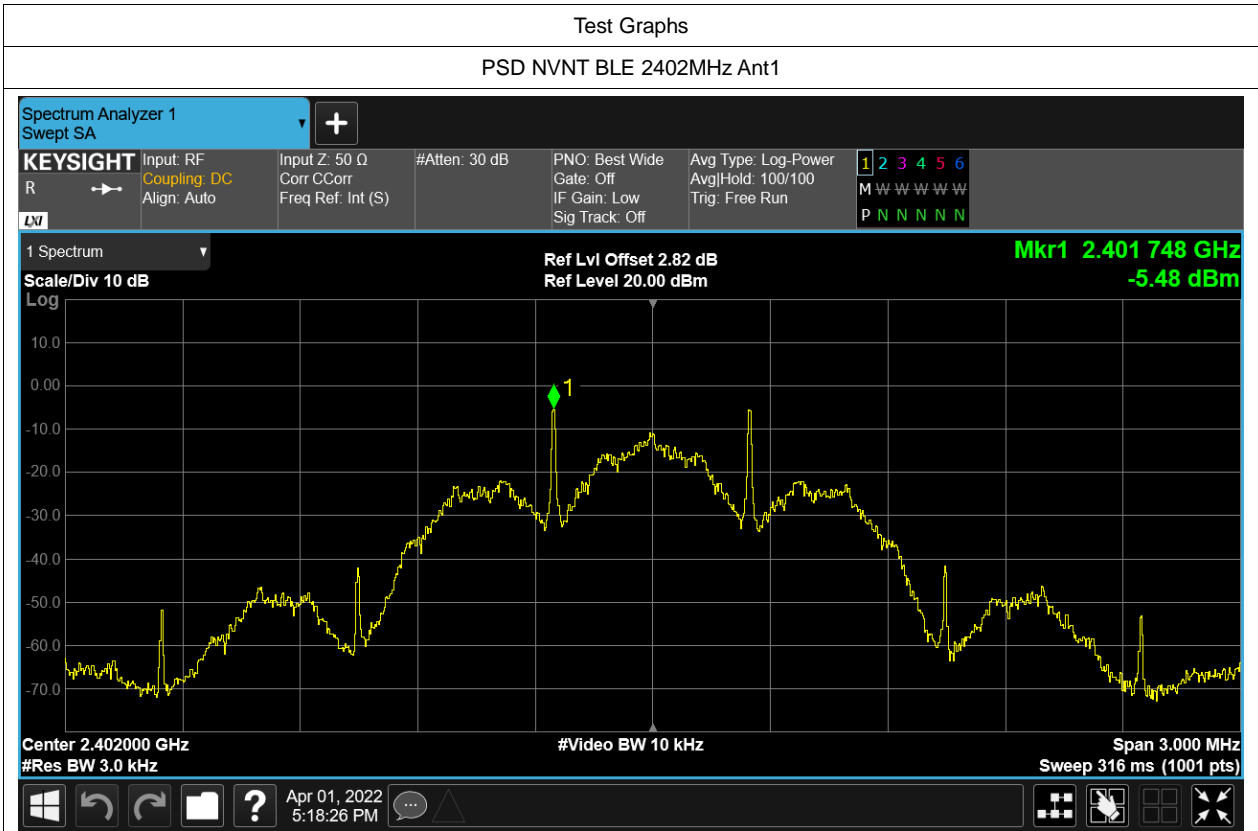 Test Graphs
PSD NVNT BLE 2402MHz Ant1
Spectrum Analyzer 1
Swept SA
+
KEYSIGHT
R
LXI
Input: RF
Coupling: DC
Align: Auto
Input Z: 50 Ω
Corr CCorr
Freq Ref: Int (S)
#Atten: 30 dB
PNO: Best Wide
Gate: Off
IF Gain: Low
Sig Track: Off
Avg Type: Log-Power
Avg|Hold: 100/100
Trig: Free Run
1 2 3 4 5 6
M W W W W W W
P N N N N N N
1 Spectrum
Scale/Div 10 dB
Ref Lvl Offset 2.82 dB
Ref Level 20.00 dBm
Mkr1 2.401 748 GHz
-5.48 dBm
Log
10.0
0.00
-10.0
-20.0
-30.0
-40.0
-50.0
-60.0
-70.0
1
Center 2.402000 GHz
#Res BW 3.0 kHz
#Video BW 10 kHz
Span 3.000 MHz
Sweep 316 ms (1001 pts)
?
Apr 01, 2022
5:18:26 PM